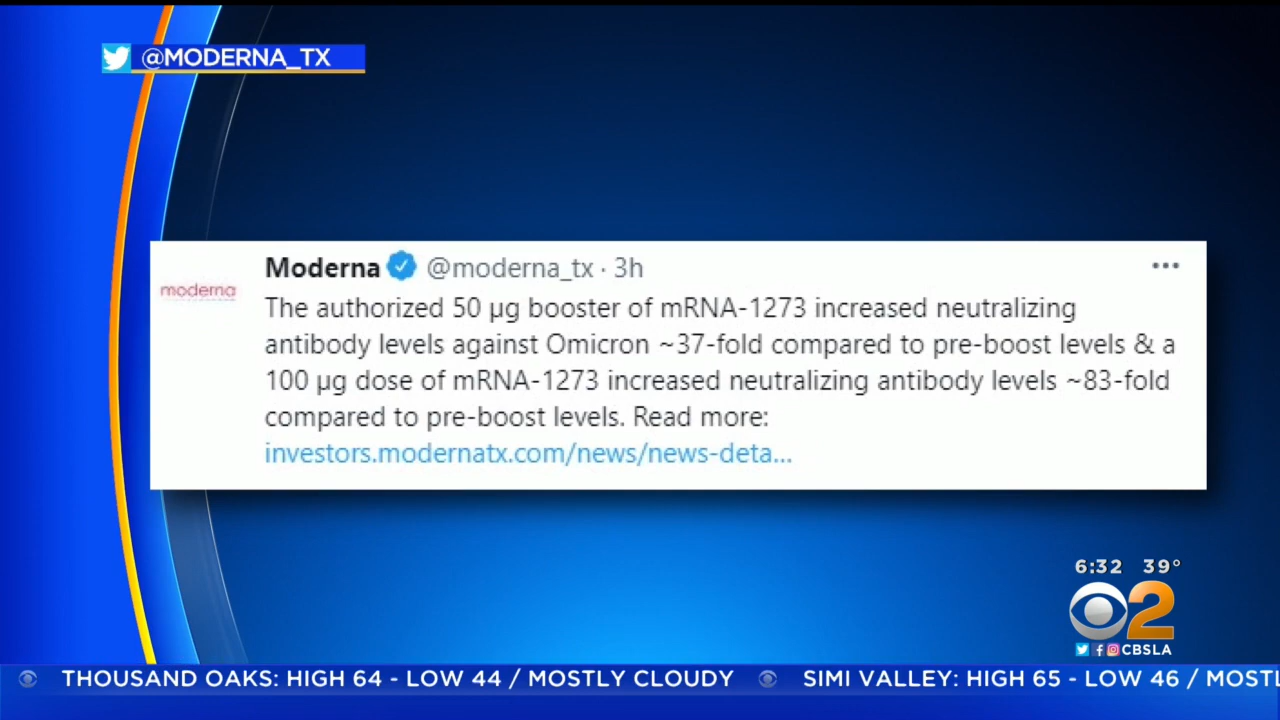 @MODERNA_TX
Moderna @moderna_tx · 3h
moderna
The authorized 50 µg booster of mRNA-1273 increased neutralizing
antibody levels against Omicron ~37-fold compared to pre-boost levels & a
100 µg dose of mRNA-1273 increased neutralizing antibody levels ~83-fold
compared to pre-boost levels. Read more:
investors.modernatx.com/news/news-deta...
6:32 39°
2
CBSLA
THOUSAND OAKS: HIGH 64 - LOW 44 / MOSTLY CLOUDY SIMI VALLEY: HIGH 65 - LOW 46 / MOSTL